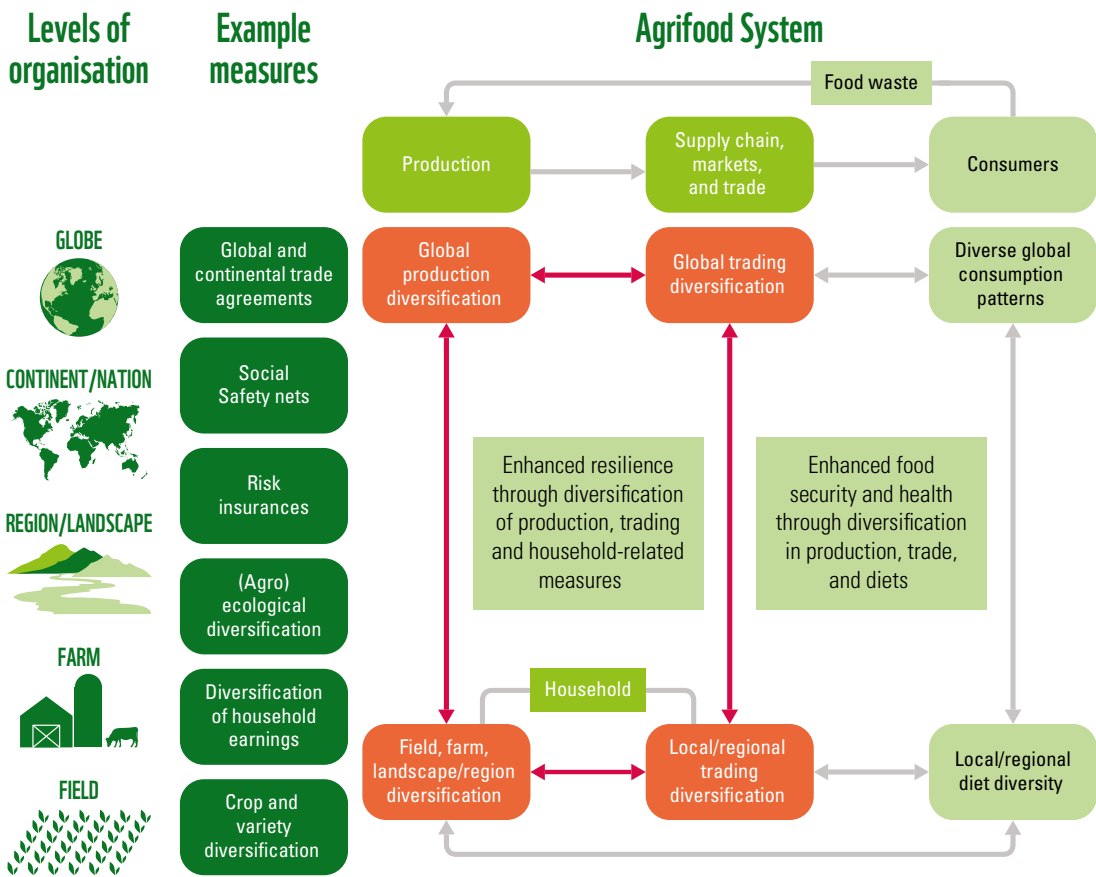 Levels of
organisation
Example
measures
Agrifood System
Food waste
Production
Supply chain,
markets,
and trade
Consumers
GLOBE
Global and
continental trade
agreements
Global
production
diversification
Global trading
diversification
Diverse global
consumption
patterns
CONTINENT/NATION
Social
Safety nets
Risk
insurances
REGION/LANDSCAPE
Enhanced resilience
through diversification
of production, trading
and household-related
measures
Enhanced food
security and health
through diversification
in production, trade,
and diets
(Agro)
ecological
diversification
FARM
Diversification
of household
earnings
Household
Field, farm,
landscape/region
diversification
Local/regional
trading
diversification
Local/regional
diet diversity
FIELD
Crop and
variety
diversification